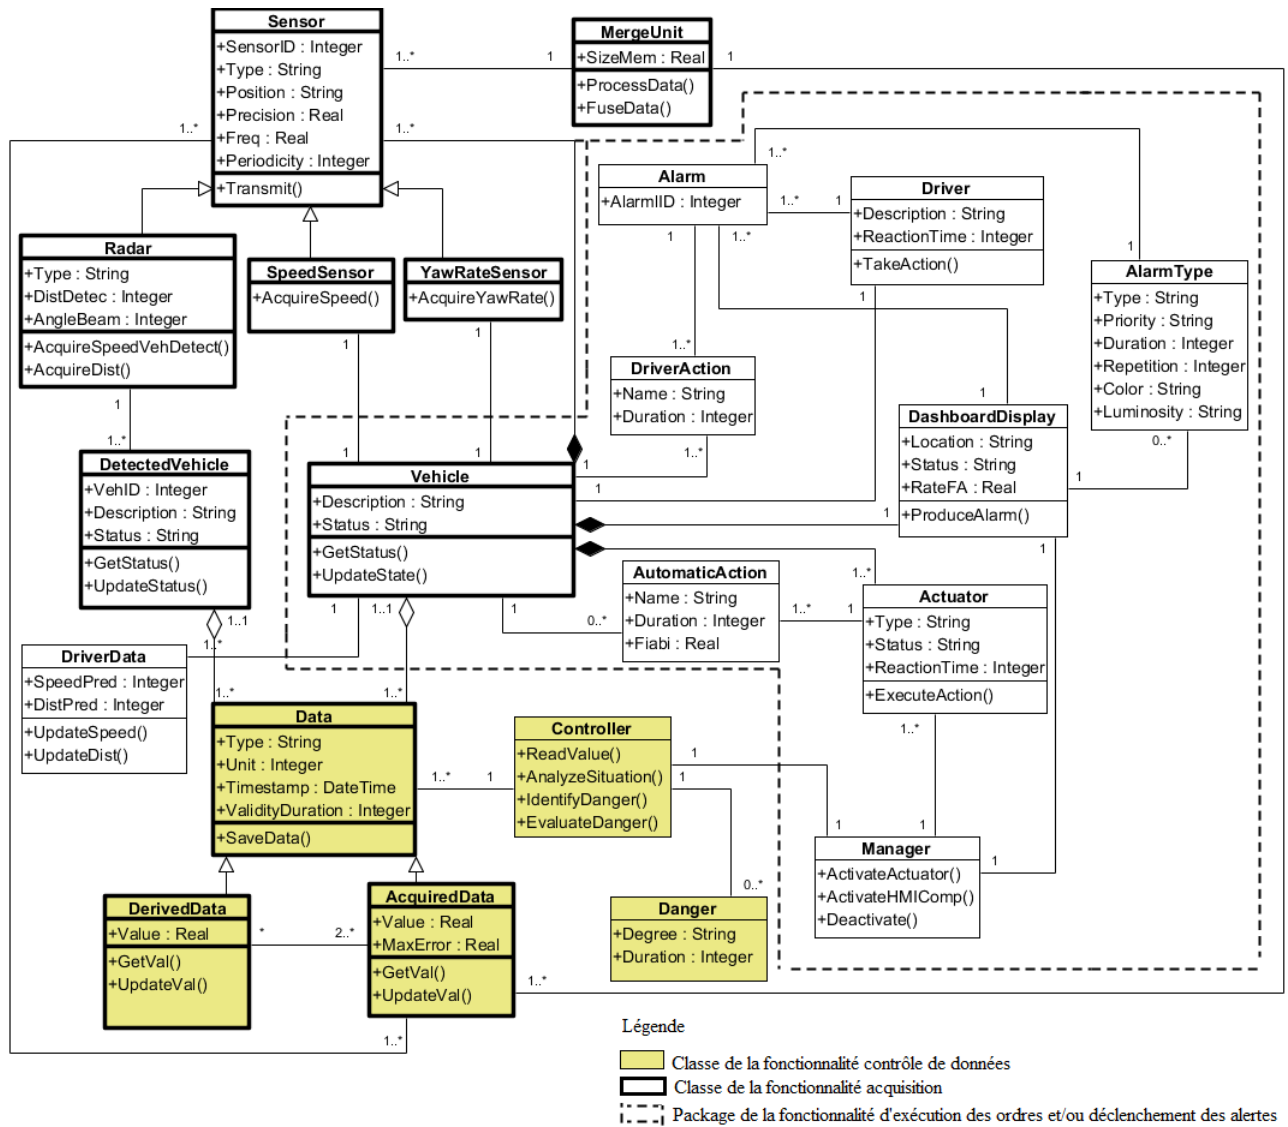 Sensor
+SensorID : Integer
+Type : String
+Position : String
+Precision : Real
+Freq : Real
+Periodicity : Integer
+Transmit()
1..*
1
1..*
1..*
MergeUnit
+SizeMem : Real
+ProcessData()
+FuseData()
1
Alarm
+AlarmIID : Integer
1..*
1..*
1
1
1..*
Driver
+Description : String
+ReactionTime : Integer
+TakeAction()
1
1
AlarmType
+Type : String
+Priority : String
+Duration : Integer
+Repetition : Integer
+Color : String
+Luminosity : String
0..*
Radar
+Type : String
+DistDetec : Integer
+AngleBeam : Integer
+AcquireSpeedVehDetect()
+AcquireDist()
1
1..*
SpeedSensor
+AcquireSpeed()
1
1
YawRateSensor
+AcquireYawRate()
1
1
1..*
DriverAction
+Name : String
+Duration : Integer
1..*
1
1
1
DashboardDisplay
+Location : String
+Status : String
+RateFA : Real
+ProduceAlarm()
1
1
1
DetectedVehicle
+VehID : Integer
+Description : String
+Status : String
+GetStatus()
+UpdateStatus()
1..1
1..*
Vehicle
+Description : String
+Status : String
+GetStatus()
+UpdateState()
1
1..1
1
1..*
AutomaticAction
+Name : String
+Duration : Integer
+Fiabi : Real
0..*
1..*
1
1..*
Actuator
+Type : String
+Status : String
+ReactionTime : Integer
+ExecuteAction()
1..*
DriverData
+SpeedPred : Integer
+DistPred : Integer
+UpdateSpeed()
+UpdateDist()
1..*
Data
+Type : String
+Unit : Integer
+Timestamp : DateTime
+ValidityDuration : Integer
+SaveData()
1..*
1
Controller
+ReadValue()
+AnalyzeSituation()
+IdentifyDanger()
+EvaluateDanger()
1
1
1
1
1
Manager
+ActivateActuator()
+ActivateHMIComp()
+Deactivate()
0..*
Danger
+Degree : String
+Duration : Integer
DerivedData
+Value : Real
+GetVal()
+UpdateVal()
*
2..*
AcquiredData
+Value : Real
+MaxError : Real
+GetVal()
+UpdateVal()
1..*
1..*
Légende
Classe de la fonctionnalité contrôle de données
Classe de la fonctionnalité acquisition
Package de la fonctionnalité d'exécution des ordres et/ou déclenchement des alertes